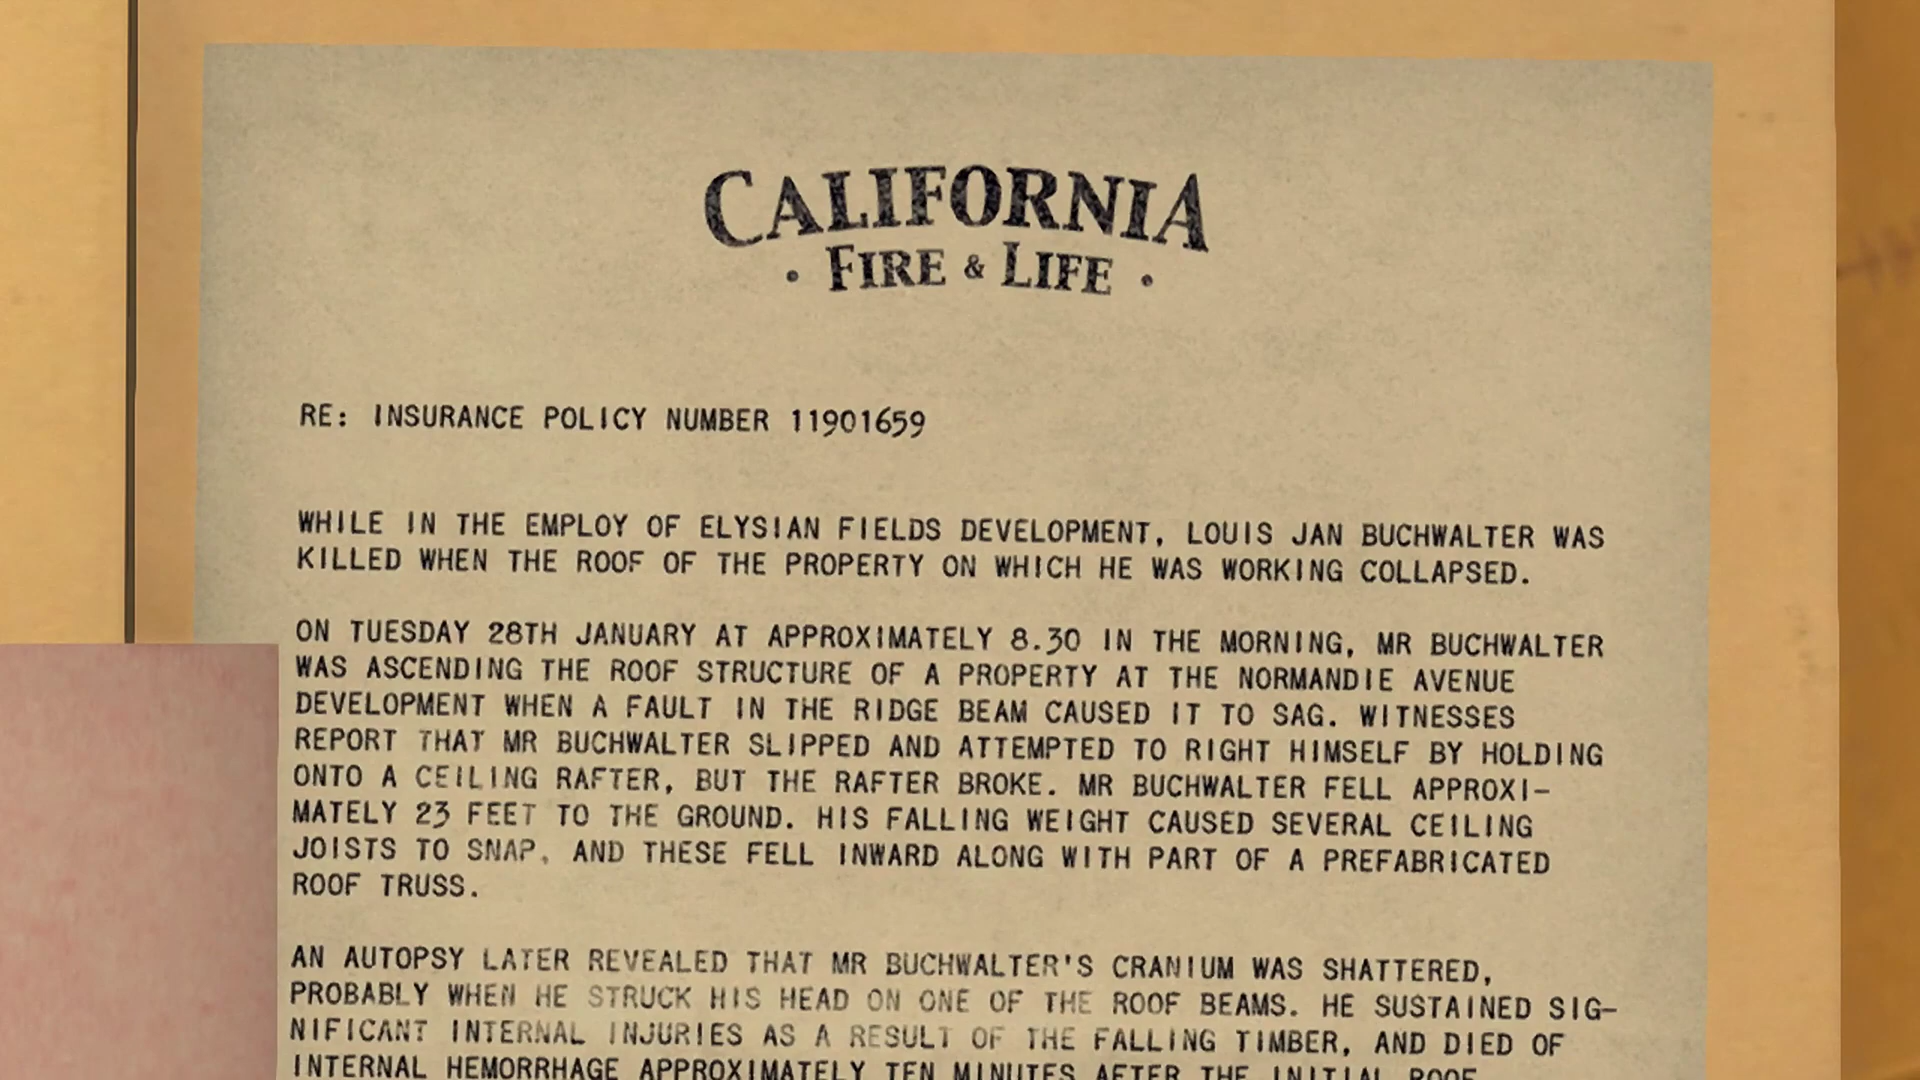 CALIFORNIA
· FIRE & LIFE ·
RE: INSURANCE POLICY NUMBER 11901659
WHILE IN THE EMPLOY OF ELYSIAN FIELDS DEVELOPMENT, LOUIS JAN BUCHWALTER WAS
KILLED WHEN THE ROOF OF THE PROPERTY ON WHICH HE WAS WORKING COLLAPSED.
ON TUESDAY 28TH JANUARY AT APPROXIMATELY 8.30 IN THE MORNING, MR BUCHWALTER
WAS ASCENDING THE ROOF STRUCTURE OF A PROPERTY AT THE NORMANDIE AVENUE
DEVELOPMENT WHEN A FAULT IN THE RIDGE BEAM CAUSED IT TO SAG. WITNESSES
REPORT THAT MR BUCHWALTER SLIPPED AND ATTEMPTED TO RIGHT HIMSELF BY HOLDING
ONTO A CEILING RAFTER, BUT THE RAFTER BROKE. MR BUCHWALTER FELL APPROXI-
MATELY 23 FEET TO THE GROUND. HIS FALLING WEIGHT CAUSED SEVERAL CEILING
JOISTS TO SNAP, AND THESE FELL INWARD ALONG WITH PART OF A PREFABRICATED
ROOF TRUSS.
AN AUTOPSY LATER REVEALED THAT MR BUCHWALTER'S CRANIUM WAS SHATTERED,
PROBABLY WHEN HE STRUCK HIS HEAD ON ONE OF THE ROOF BEAMS. HE SUSTAINED SIG-
NIFICANT INTERNAL INJURIES AS A RESULT OF THE FALLING TIMBER, AND DIED OF
INTERNAL HEMORRHAGE APPROXIMATELY TEN MINUTES AFTER THE INITIAL ROOF